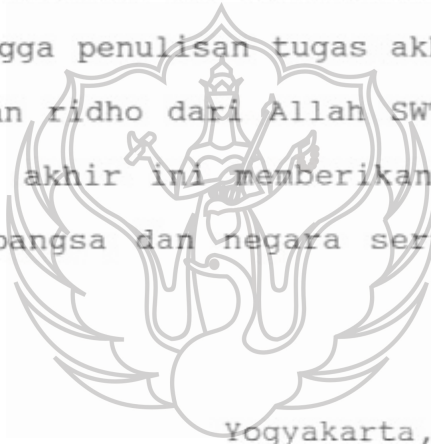 gga penulisan tugas ak
n ridho dari Allah SW
akhir ini memberikan
bangsa dan negara ser
Yogyakarta,